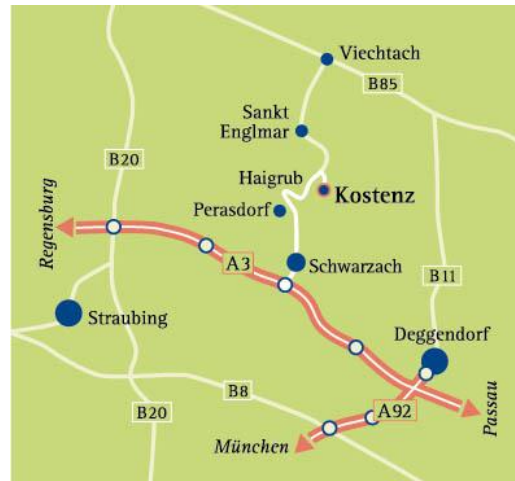 Viechtach
B85
Sankt
Englmar
B20
Haigrub
Kostenz
Perasdorf
Regensburg
A3
Schwarzach
B11
Straubing
Deggendorf
B8
B20
A92
Passau
München